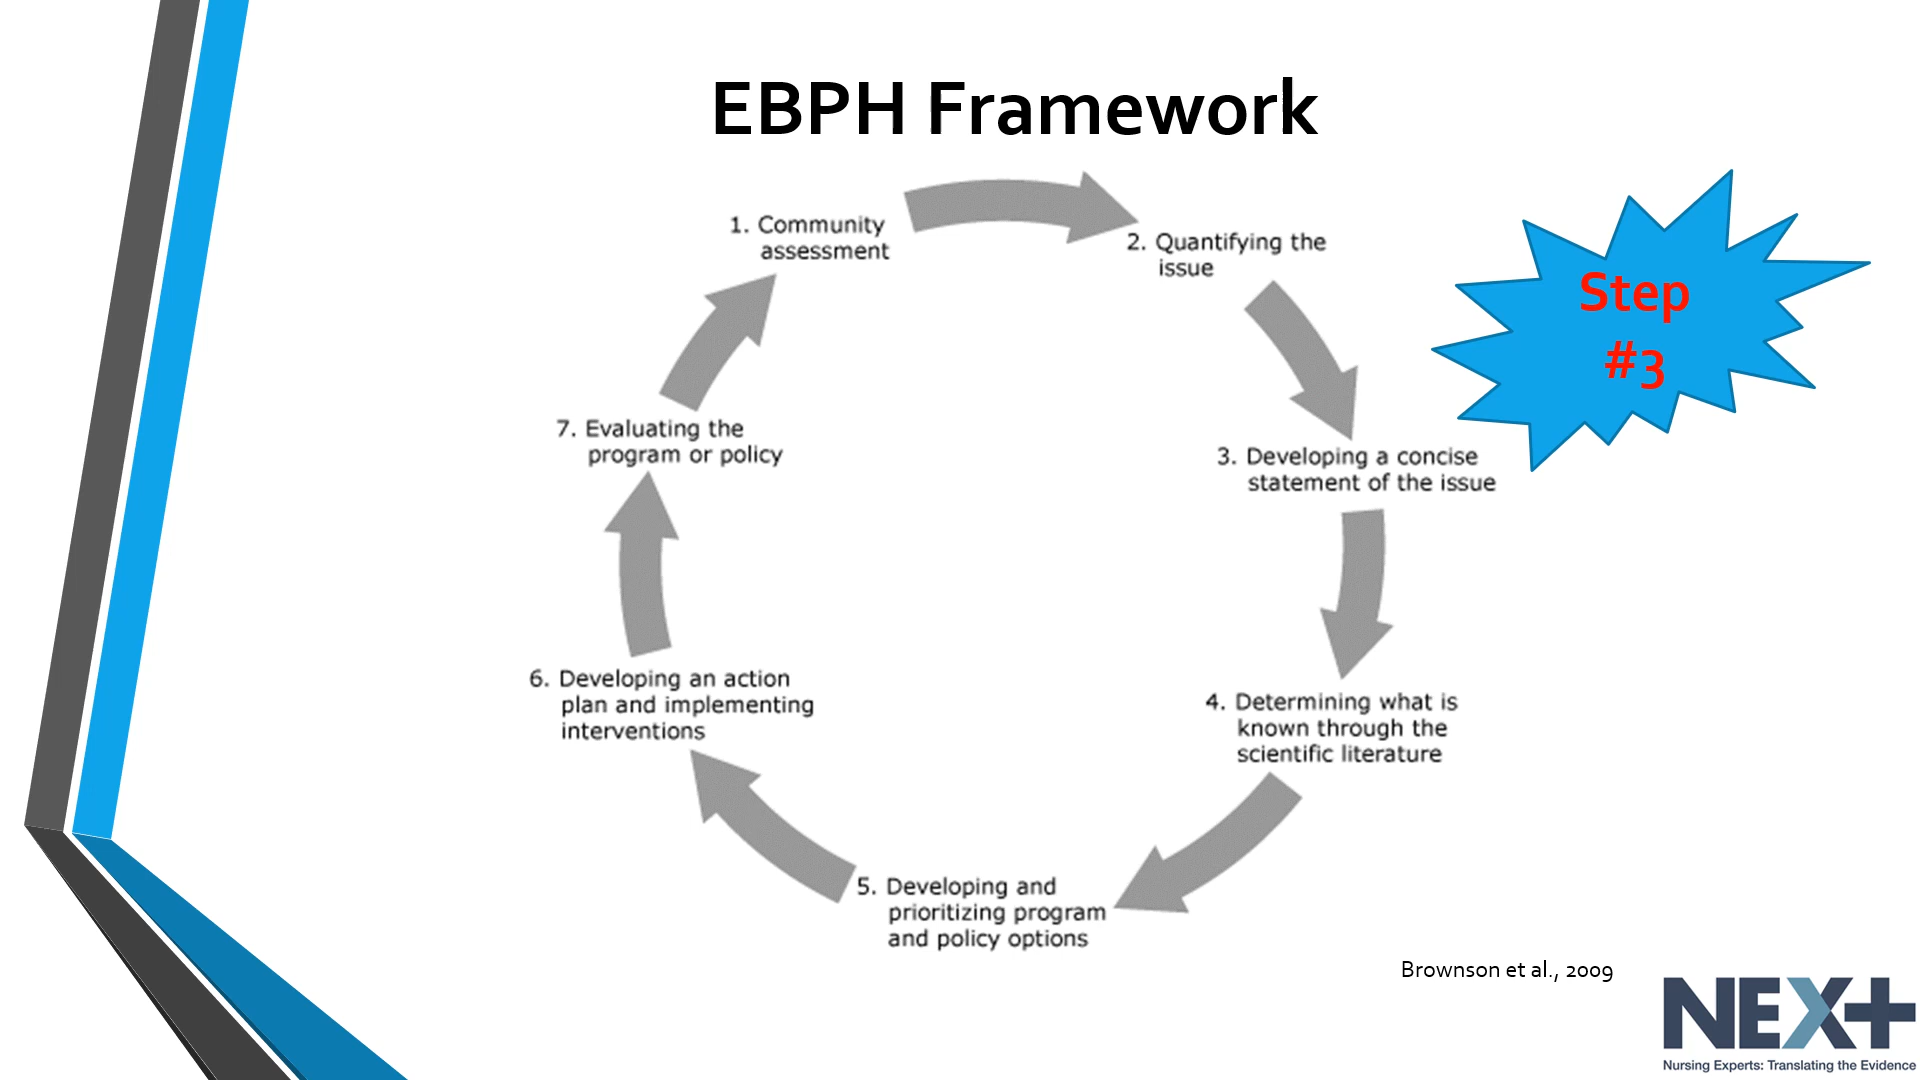 EBPH Framework
1. Community
assessment
2. Quantifying the
issue
Step
#3
3. Developing a concise
statement of the issue
4. Determining what is
known through the
scientific literature
5. Developing and
prioritizing program
and policy options
6. Developing an action
plan and implementing
interventions
7. Evaluating the
program or policy
Brownson et al., 2009
NEX+
Nursing Experts: Translating the Evidence